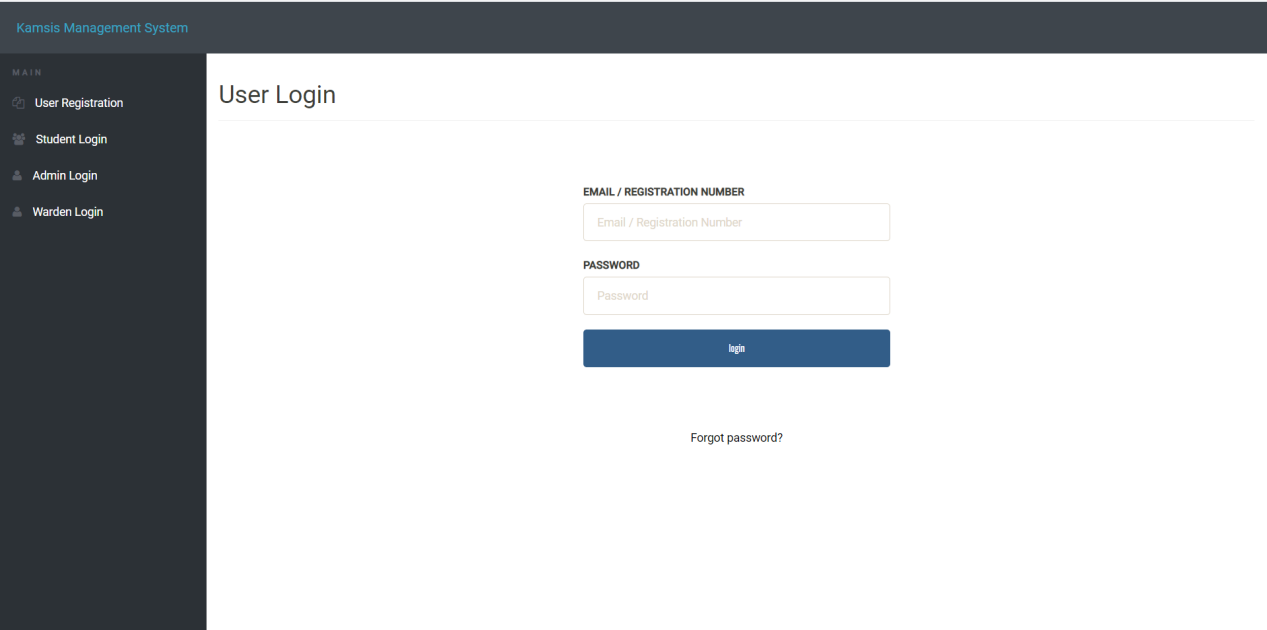 Kamsis Management System
MAIN
User Registration
Student Login
Admin Login
Warden Login
User Login
EMAIL / REGISTRATION NUMBER
Email / Registration Number
PASSWORD
Password
login
Forgot password?